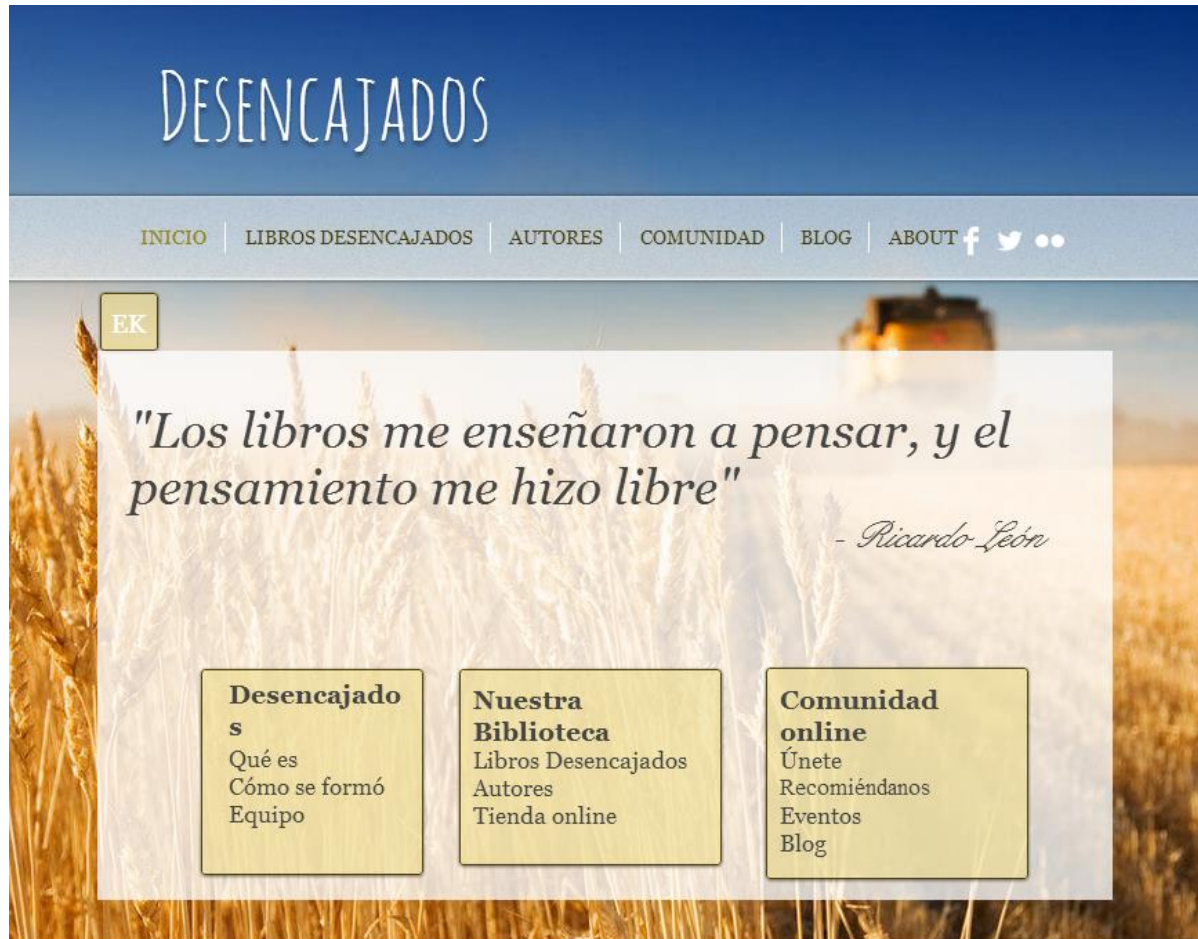 Desencajados
INICIO LIBROS DESENCAJADOS AUTORES COMUNIDAD BLOG ABOUT
EK
"Los libros me enseñaron a pensar, y el
pensamiento me hizo libre"
- Ricardo León
Desencajado
s
Qué es
Cómo se formó
Equipo
Nuestra
Biblioteca
Libros Desencajados
Autores
Tienda online
Comunidad
online
Únete
Recomiéndanos
Eventos
Blog